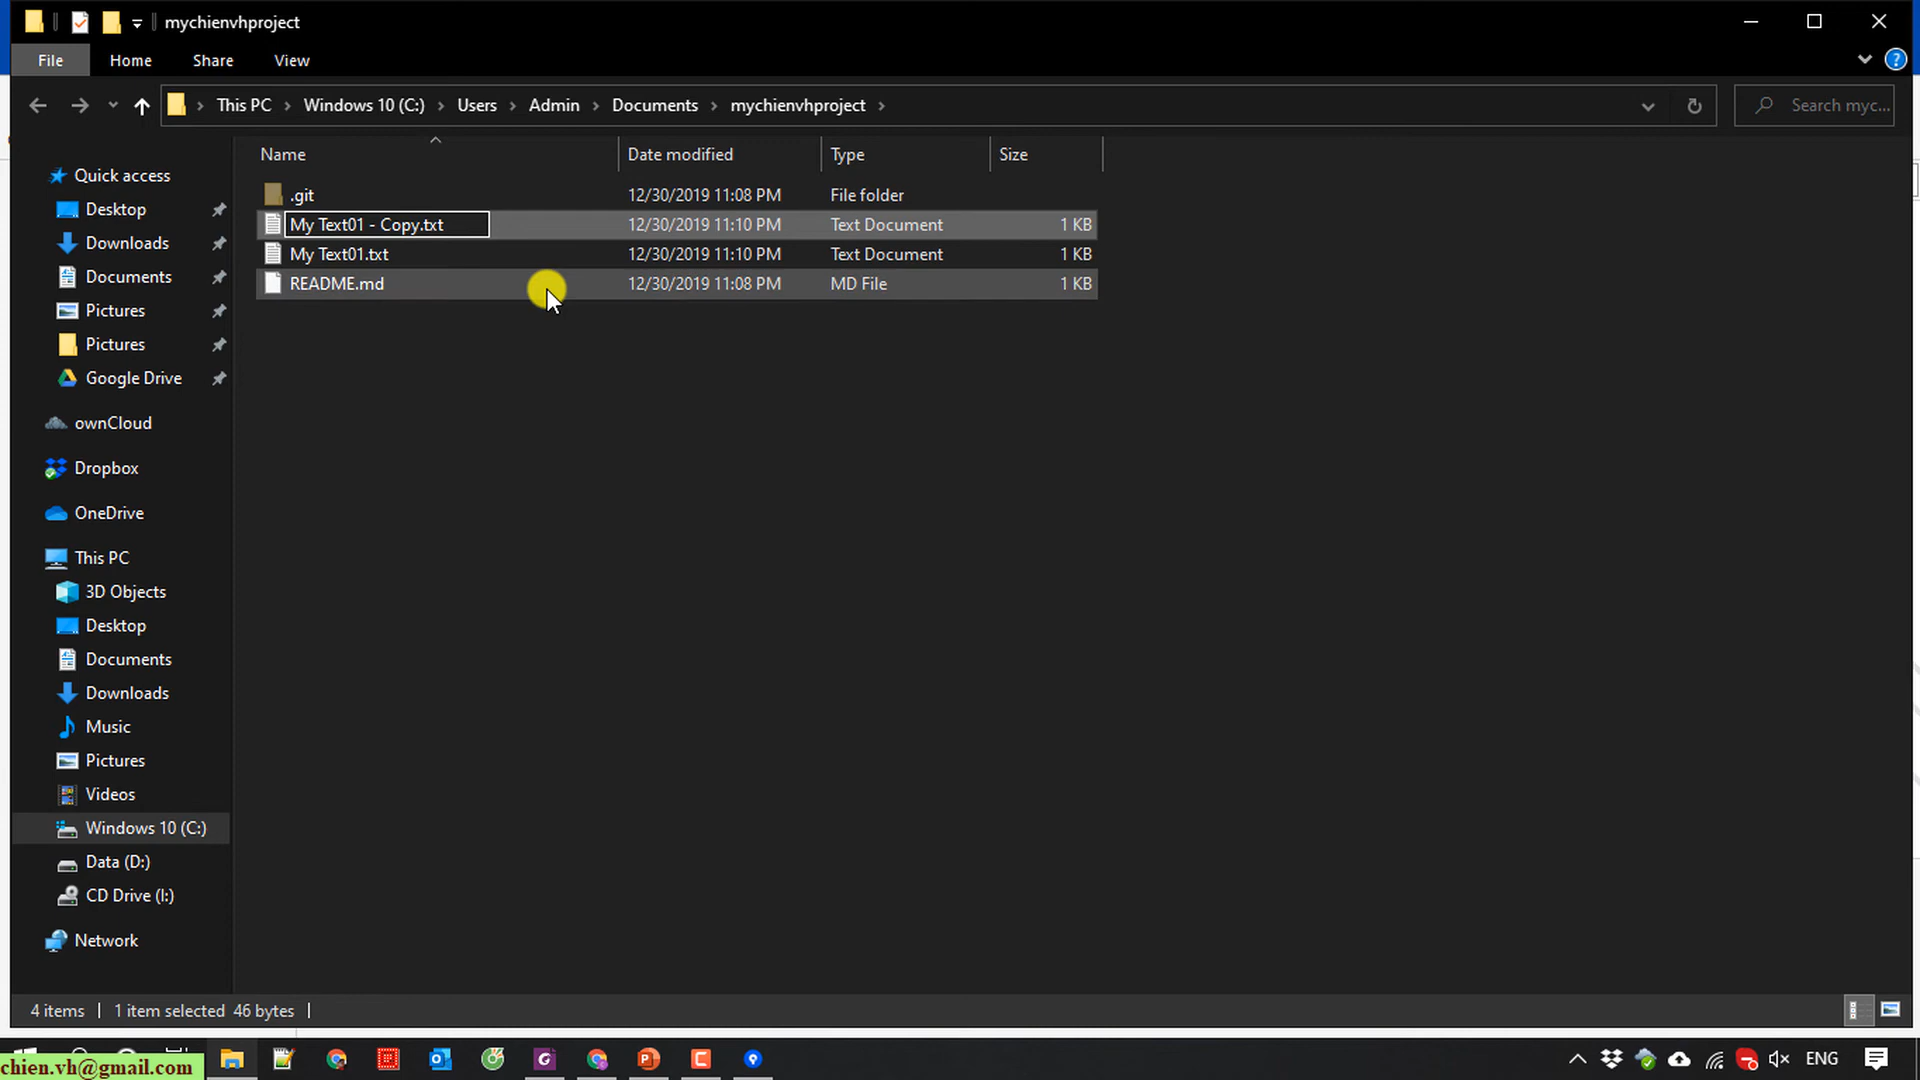 mychienvhproject
File Home Share View
This PC Windows 10 (C:) Users Admin Documents mychienvhproject Search myc...
Name Date modified Type Size
Quick access
Desktop
Downloads
Documents
Pictures
Pictures
Google Drive
ownCloud
Dropbox
OneDrive
This PC
3D Objects
Desktop
Documents
Downloads
Music
Pictures
Videos
Windows 10 (C:)
Data (D:)
CD Drive (I:)
Network
.git 12/30/2019 11:08 PM File folder
My Text01 - Copy.txt 12/30/2019 11:10 PM Text Document 1 KB
My Text01.txt 12/30/2019 11:10 PM Text Document 1 KB
README.md 12/30/2019 11:08 PM MD File 1 KB
4 items 1 item selected 46 bytes
chien.vh@gmail.com
ENG